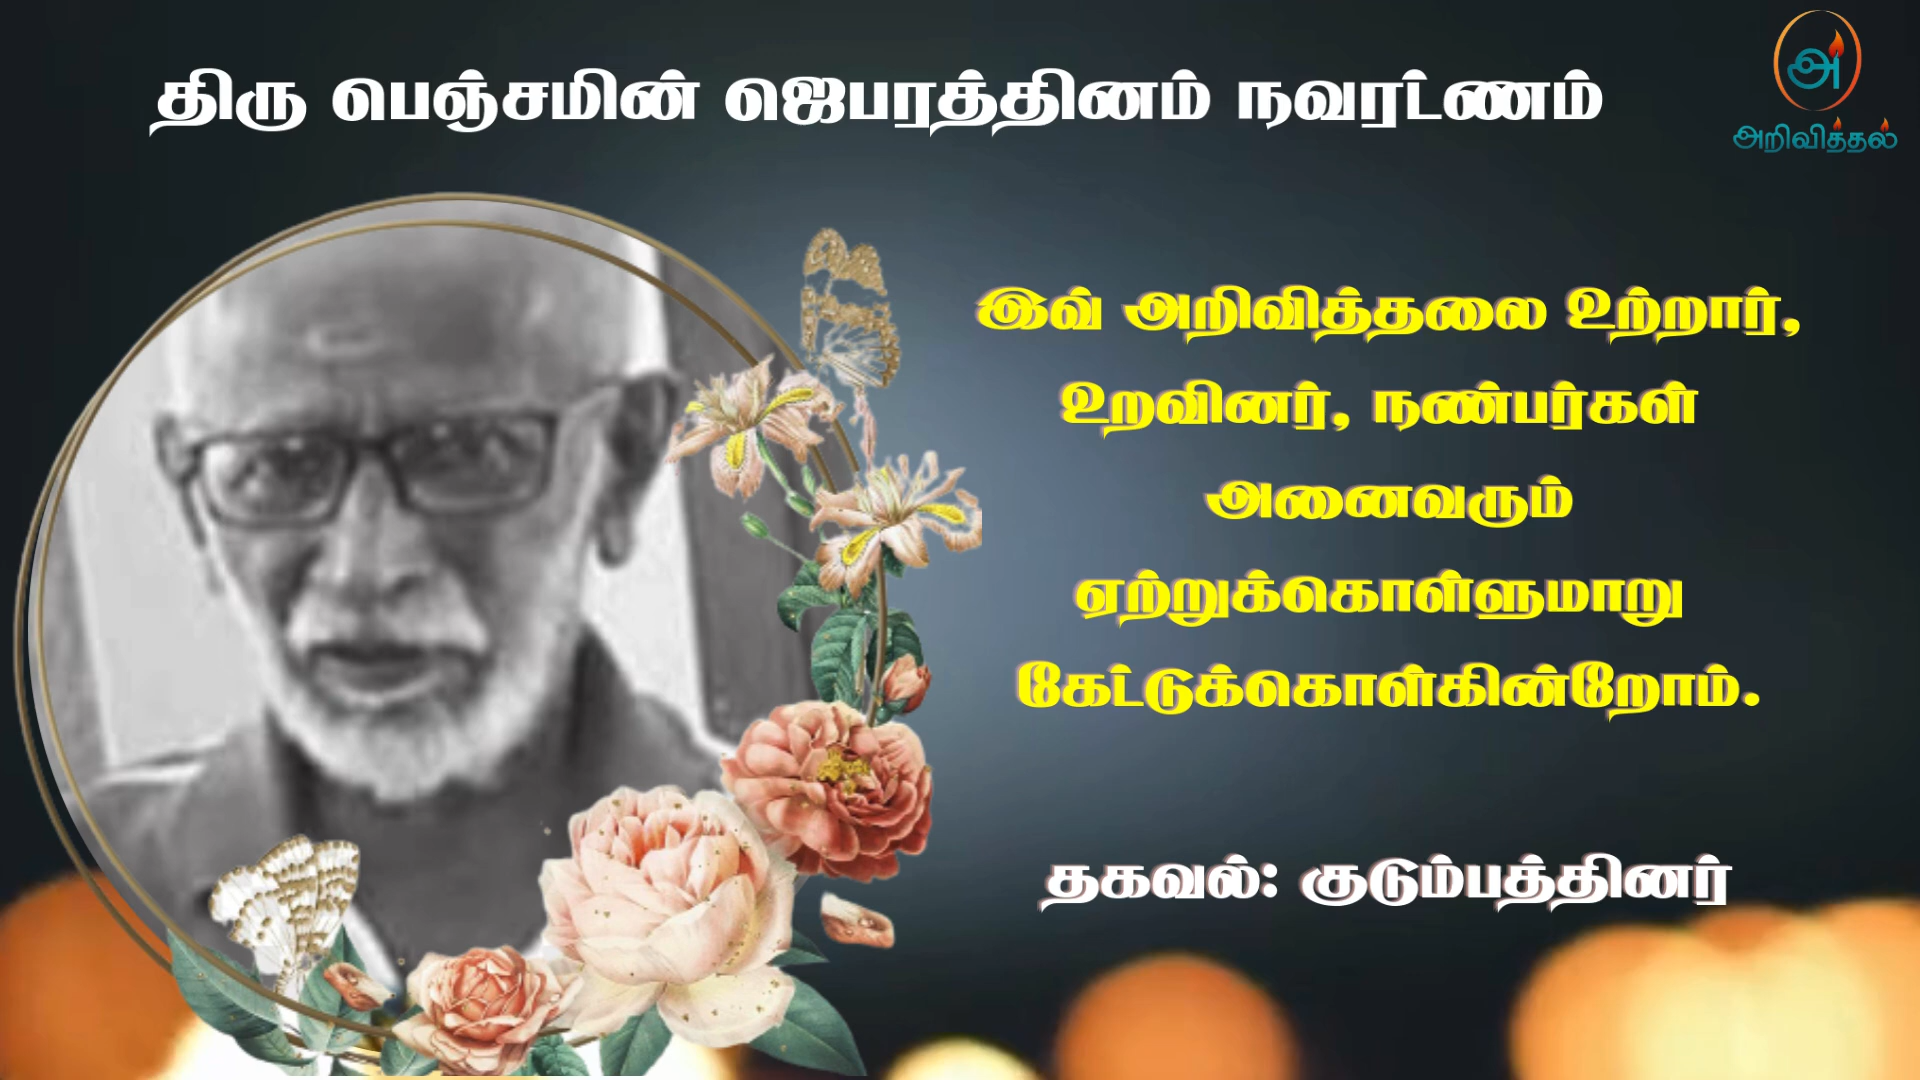 திரு பெஞ்சமின் ஜெபரத்தினம் நவரட்ணம்
அ
அறிவித்தல்
இவ் அறிவித்தலை உற்றார்,
உறவினர், நண்பர்கள்
அனைவரும்
ஏற்றுக்கொள்ளுமாறு
கேட்டுக்கொள்கின்றோம்.
தகவல்: குடும்பத்தினர்